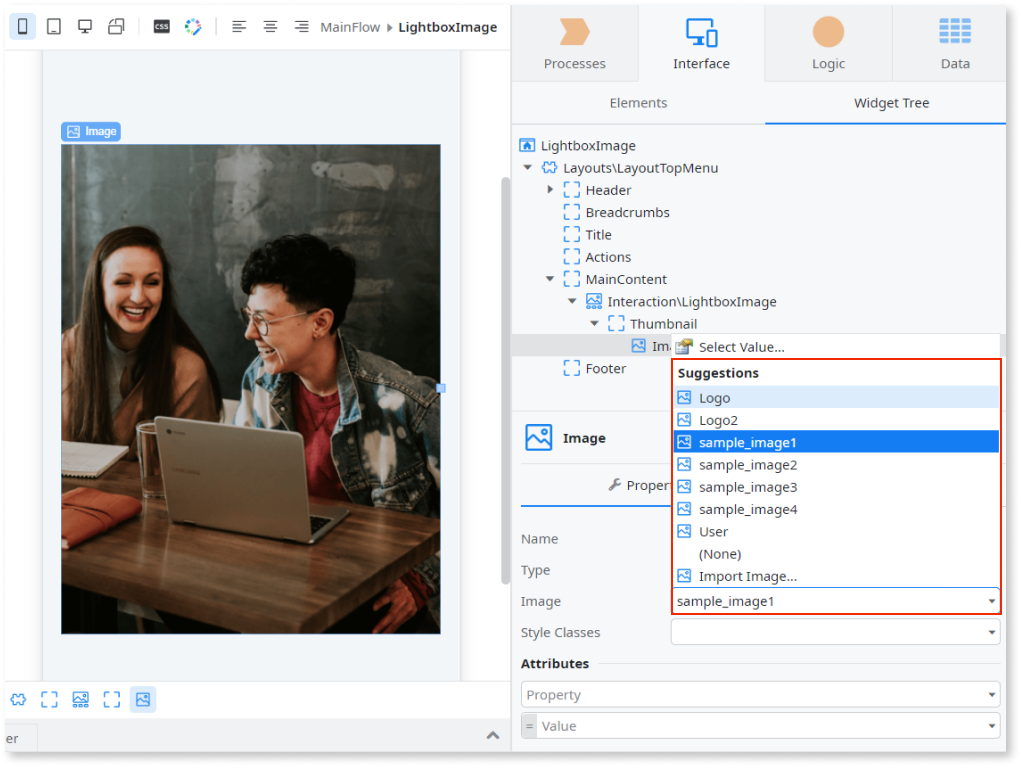 CSS
MainFlow LightboxImage
Processes
Interface
Logic
Data
Elements
Widget Tree
Image
LightboxImage
Layouts\LayoutTopMenu
Header
Breadcrumbs
Title
Actions
MainContent
Interaction\LightboxImage
Thumbnail
Ima
Select Value...
Footer
Suggestions
Logo
Logo2
sample_image1
sample_image2
sample_image3
sample_image4
User
(None)
Import Image...
Image
Proper
Name
Type
Image
sample_image1
Style Classes
Attributes
Property
= Value
er